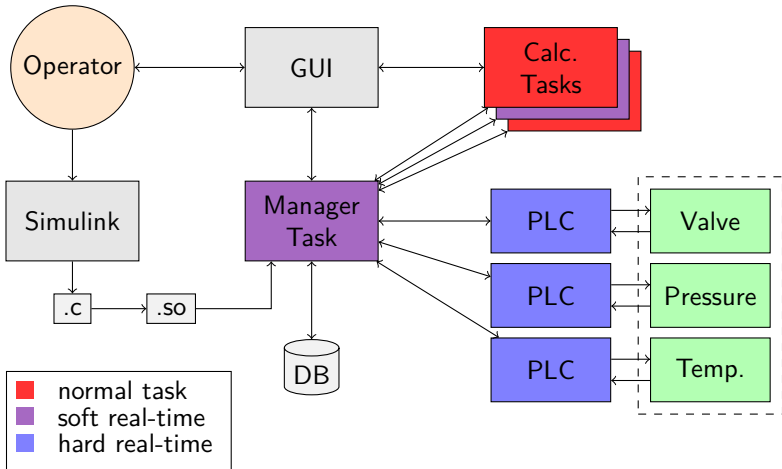 Operator
GUI
Calc.
Tasks
Simulink
Manager
Task
PLC
Valve
PLC
Pressure
.c
.so
PLC
Temp.
DB
normal task
soft real-time
hard real-time